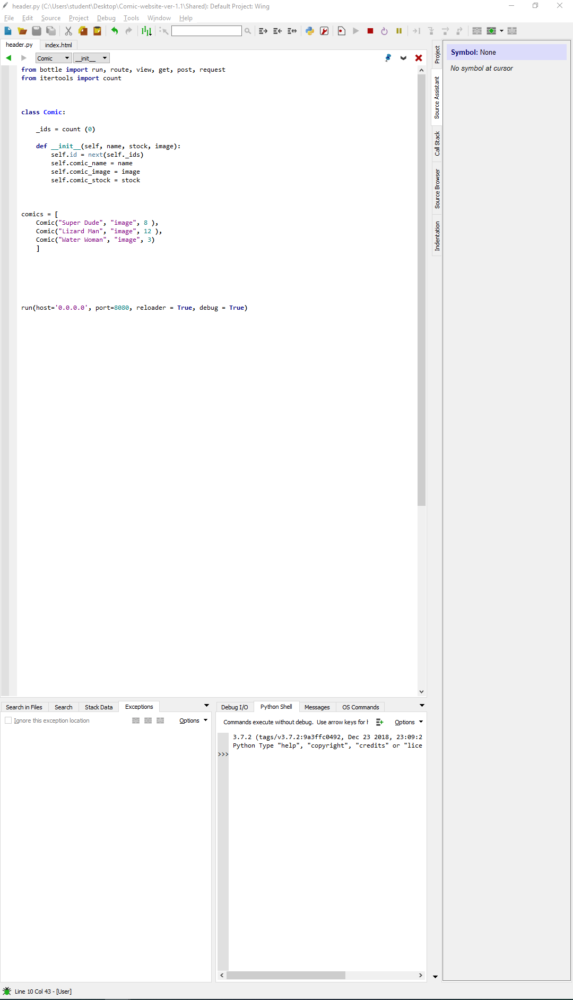 header.py (C:\Users\student\Desktop\Comic-website-ver-1.1\Shared): Default Project: Wing
File Edit Source Project Debug Tools Window Help
header.py index.html
Comic __init__
from bottle import run, route, view, get, post, request
from itertools import count
class Comic:
_ids = count (0)
def __init__(self, name, stock, image):
self.id = next(self._ids)
self.comic_name = name
self.comic_image = image
self.comic_stock = stock
comics = [
Comic("Super Dude", "image", 8 ),
Comic("Lizard Man", "image", 12 ),
Comic("Water Woman", "image", 3)
]
run(host='0.0.0.0', port=8080, reloader = True, debug = True)
Project
Source Assistant
Call Stack
Source Browser
Indentation
Symbol: None
No symbol at cursor
Search in Files Search Stack Data Exceptions
Ignore this exception location Options
Debug I/O Python Shell Messages OS Commands
Commands execute without debug. Use arrow keys for h Options
3.7.2 (tags/v3.7.2:9a3ffc0492, Dec 23 2018, 23:09:2
Python Type "help", "copyright", "credits" or "lice
>>>
Line 10 Col 43 - [User]